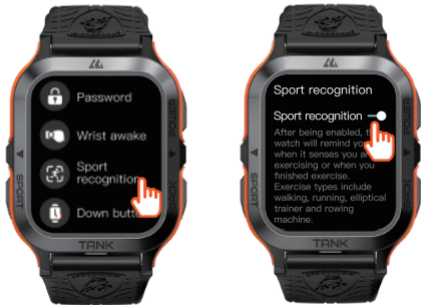 Password
Wrist awake
Sport
recognition
Down
TANK
SPORT
POWER
Sport recognition
Sport recognition
After being enabled,
watch will remind you
when it senses you
exercising or when you
finished exercise.
Exercise types include
walking, running, elliptical
trainer and rowing
machine.
TANK
SPORT
POWER